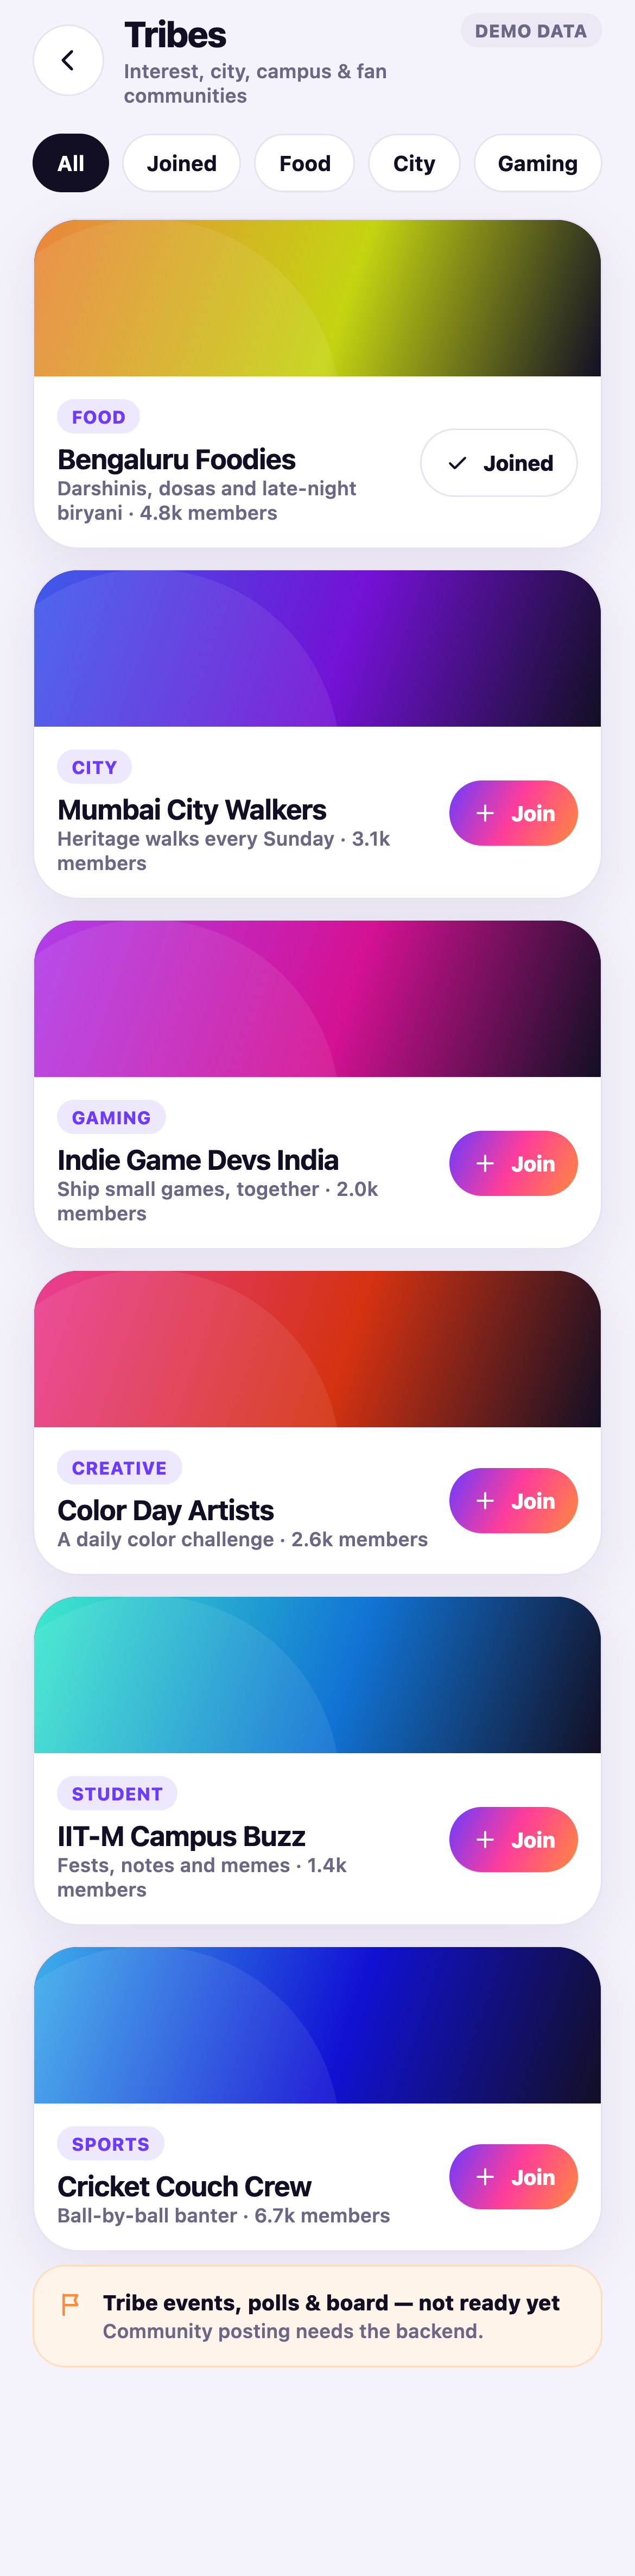 Tribes
DEMO DATA
Interest, city, campus & fan
communities
All
Joined
Food
City
Gaming
FOOD
Bengaluru Foodies
Darshinis, dosas and late-night
biryani · 4.8k members
Joined
CITY
Mumbai City Walkers
Heritage walks every Sunday · 3.1k
members
Join
GAMING
Indie Game Devs India
Ship small games, together · 2.0k
members
Join
CREATIVE
Color Day Artists
A daily color challenge · 2.6k members
Join
STUDENT
IIT-M Campus Buzz
Fests, notes and memes · 1.4k
members
Join
SPORTS
Cricket Couch Crew
Ball-by-ball banter · 6.7k members
Join
Tribe events, polls & board — not ready yet
Community posting needs the backend.